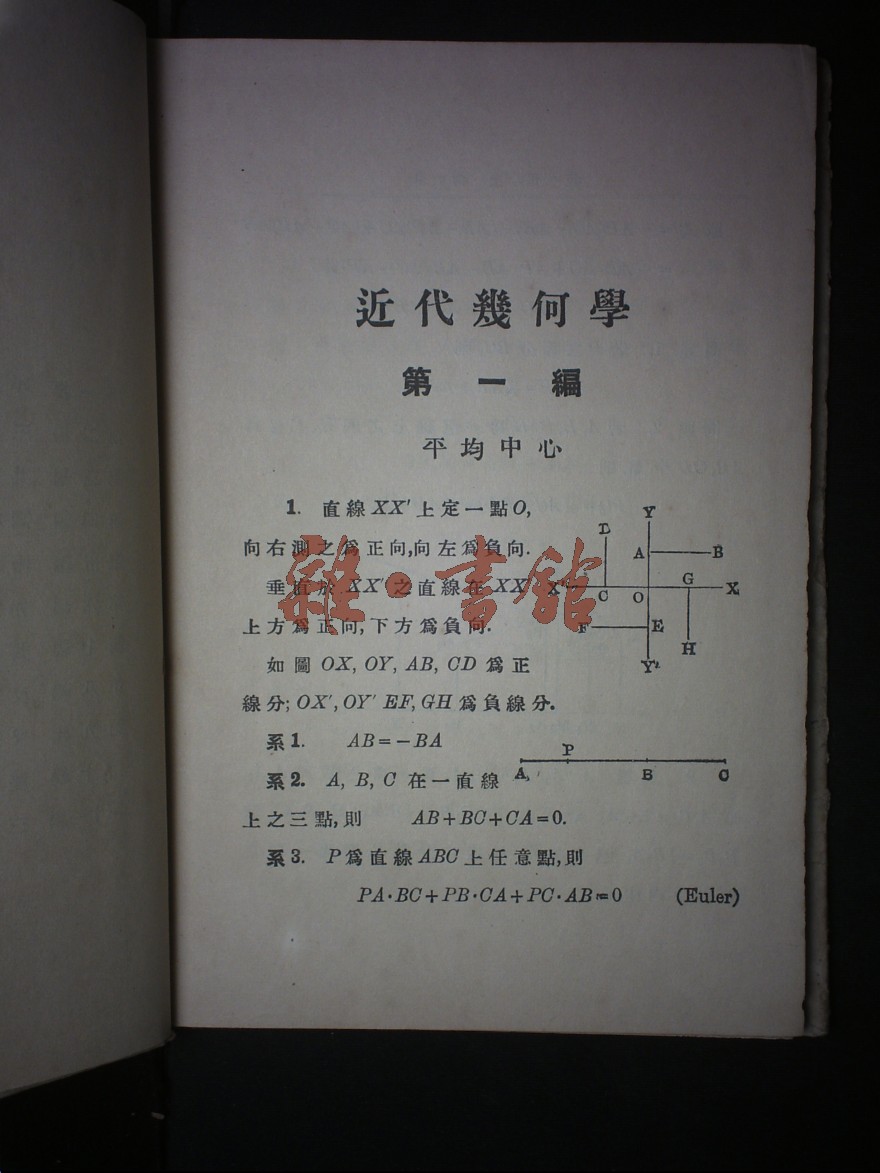 近代幾何學
第一編
平均中心
1. 直線XX′上定一點O,
向右測之爲正向,向左爲負向.
垂直於XX′之直線在XX′
上方爲正向,下方爲負向.
如圖OX, OY, AB, CD爲正
線分; OX′, OY′ EF, GH爲負線分.
Y
D
A B
G
X′ C O X
F E
H
Y′
系1. AB=−BA
系2. A, B, C 在一直線
上之三點,則 AB+BC+CA=0.
P
A B C
系3. P爲直線ABC上任意點,則
PA·BC+PB·CA+PC·AB=0 (Euler)
雜·書館